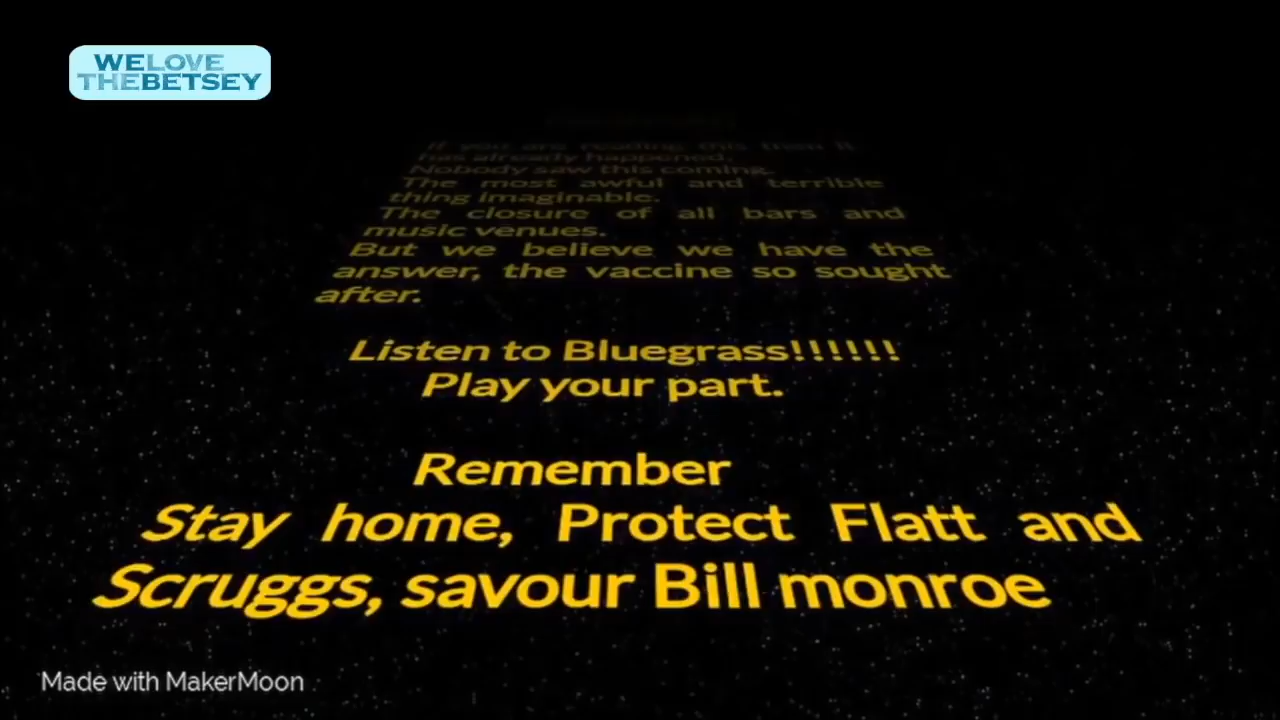 WELOVE
THEBETSEY
If you are reading this then it
has already happened.
Nobody saw this coming.
The most awful and terrible
thing imaginable.
The closure of all bars and
music venues.
But we believe we have the
answer, the vaccine so sought
after.
Listen to Bluegrass!!!!!!
Play your part.
Remember
Stay home, Protect Flatt and
Scruggs, savour Bill monroe
Made with MakerMoon